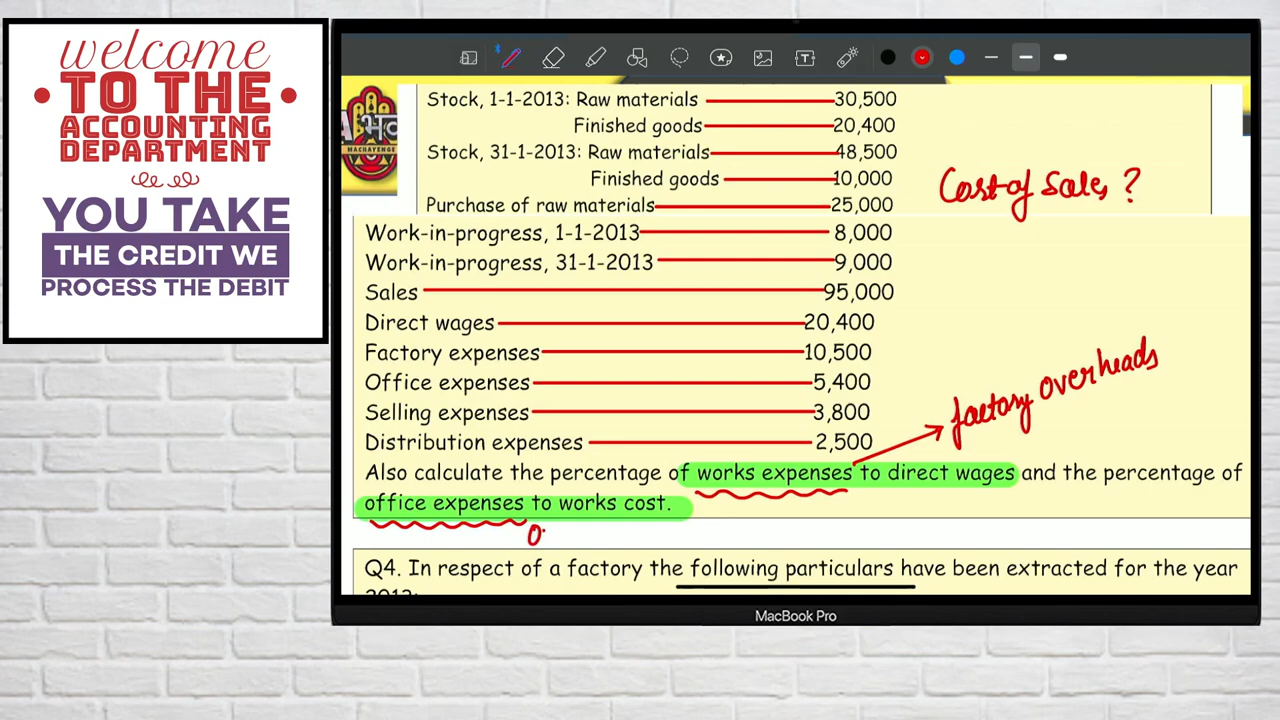 welcome
TO THE
ACCOUNTING
DEPARTMENT
YOU TAKE
THE CREDIT WE
PROCESS THE DEBIT
Stock, 1-1-2013: Raw materials 30,500
Finished goods 20,400
Stock, 31-1-2013: Raw materials 48,500
Finished goods 10,000
Purchase of raw materials 25,000
Cost of Sales ?
Work-in-progress, 1-1-2013 8,000
Work-in-progress, 31-1-2013 9,000
Sales 95,000
Direct wages 20,400
Factory expenses 10,500
Office expenses 5,400
Selling expenses 3,800
Distribution expenses 2,500
factory overheads
Also calculate the percentage of works expenses to direct wages and the percentage of
office expenses to works cost.
O
Q4. In respect of a factory the following particulars have been extracted for the year
MACHAYENGE
MacBook Pro